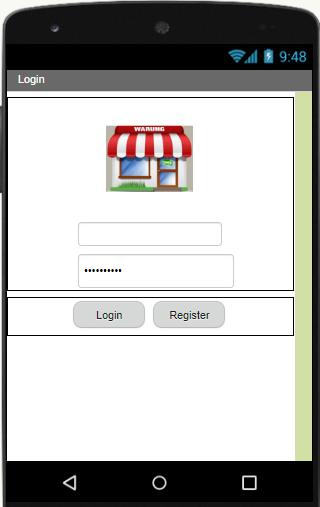 9:48
Login
WARUNG
••••••••••
Login
Register